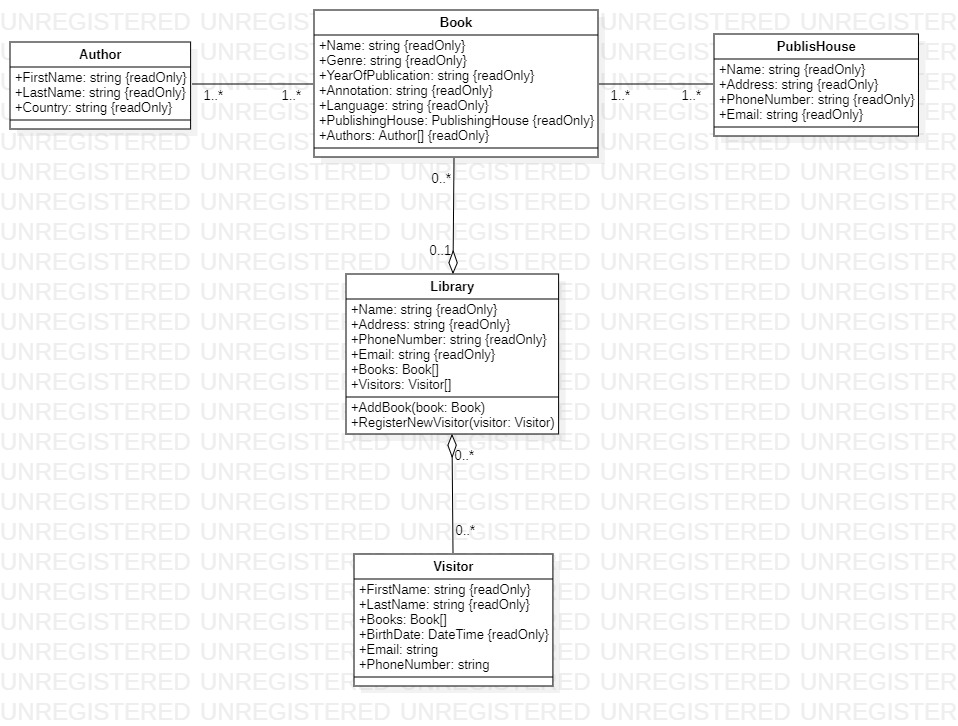 Author
+FirstName: string {readOnly}
+LastName: string {readOnly}
+Country: string {readOnly}
1..*
1..*
Book
+Name: string {readOnly}
+Genre: string {readOnly}
+YearOfPublication: string {readOnly}
+Annotation: string {readOnly}
+Language: string {readOnly}
+PublishingHouse: PublishingHouse {readOnly}
+Authors: Author[] {readOnly}
1..*
1..*
PublisHouse
+Name: string {readOnly}
+Address: string {readOnly}
+PhoneNumber: string {readOnly}
+Email: string {readOnly}
0..*
0..1
Library
+Name: string {readOnly}
+Address: string {readOnly}
+PhoneNumber: string {readOnly}
+Email: string {readOnly}
+Books: Book[]
+Visitors: Visitor[]
+AddBook(book: Book)
+RegisterNewVisitor(visitor: Visitor)
0..*
0..*
Visitor
+FirstName: string {readOnly}
+LastName: string {readOnly}
+Books: Book[]
+BirthDate: DateTime {readOnly}
+Email: string
+PhoneNumber: string
UNREGISTERED